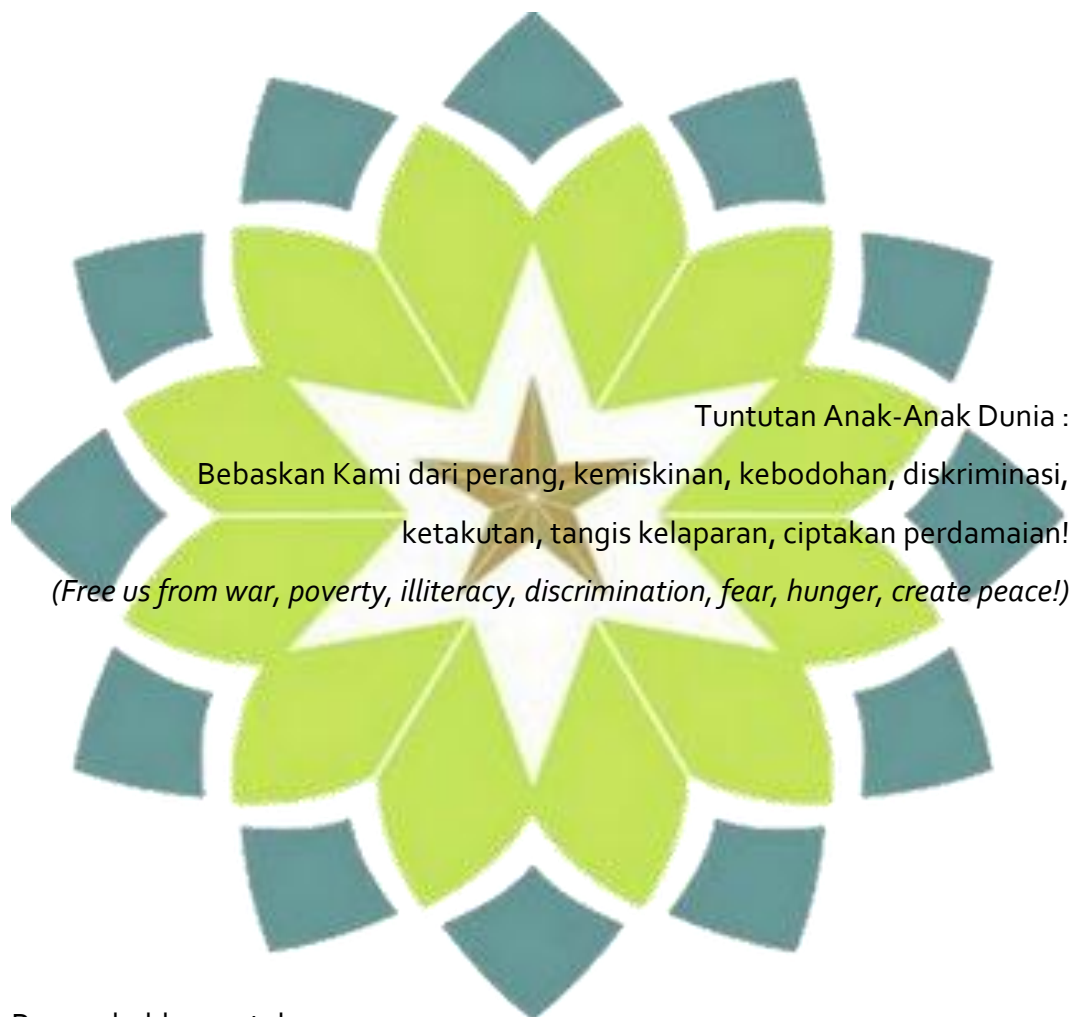 Tuntutan Anak-Anak Dunia :
Bebaskan Kami dari perang, kemiskinan, kebodohan, diskriminasi,
ketakutan, tangis kelaparan, ciptakan perdamaian!
(Free us from war, poverty, illiteracy, discrimination, fear, hunger, create peace!)